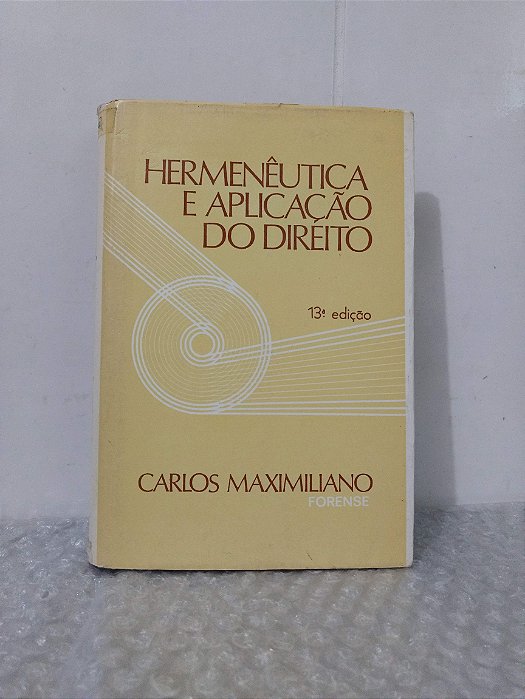 HERMENÊUTICA
E APLICAÇÃO
DO DIREITO
13ª edição
CARLOS MAXIMILIANO
FORENSE